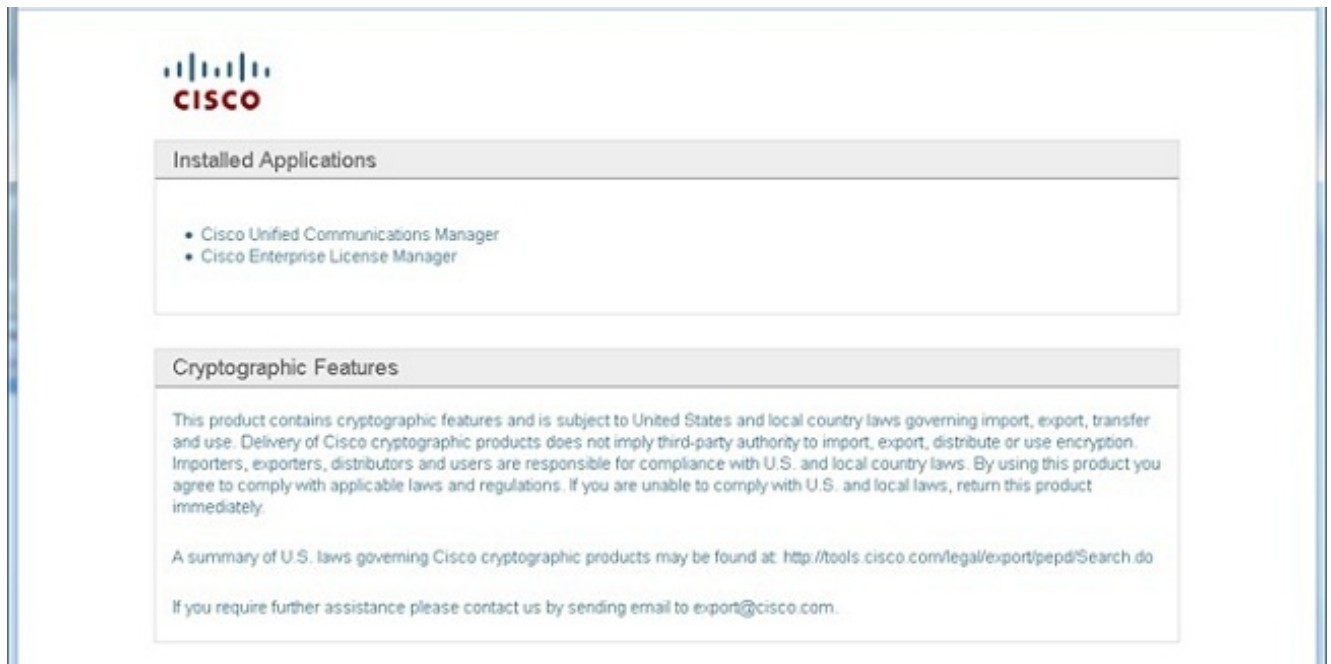 CISCO
Installed Applications
• Cisco Unified Communications Manager
• Cisco Enterprise License Manager
Cryptographic Features
This product contains cryptographic features and is subject to United States and local country laws governing import, export, transfer
and use. Delivery of Cisco cryptographic products does not imply third-party authority to import, export, distribute or use encryption.
Importers, exporters, distributors and users are responsible for compliance with U.S. and local country laws. By using this product you
agree to comply with applicable laws and regulations. If you are unable to comply with U.S. and local laws, return this product
immediately.
A summary of U.S. laws governing Cisco cryptographic products may be found at: http://tools.cisco.com/legal/export/pepd/Search.do
If you require further assistance please contact us by sending email to export@cisco.com.